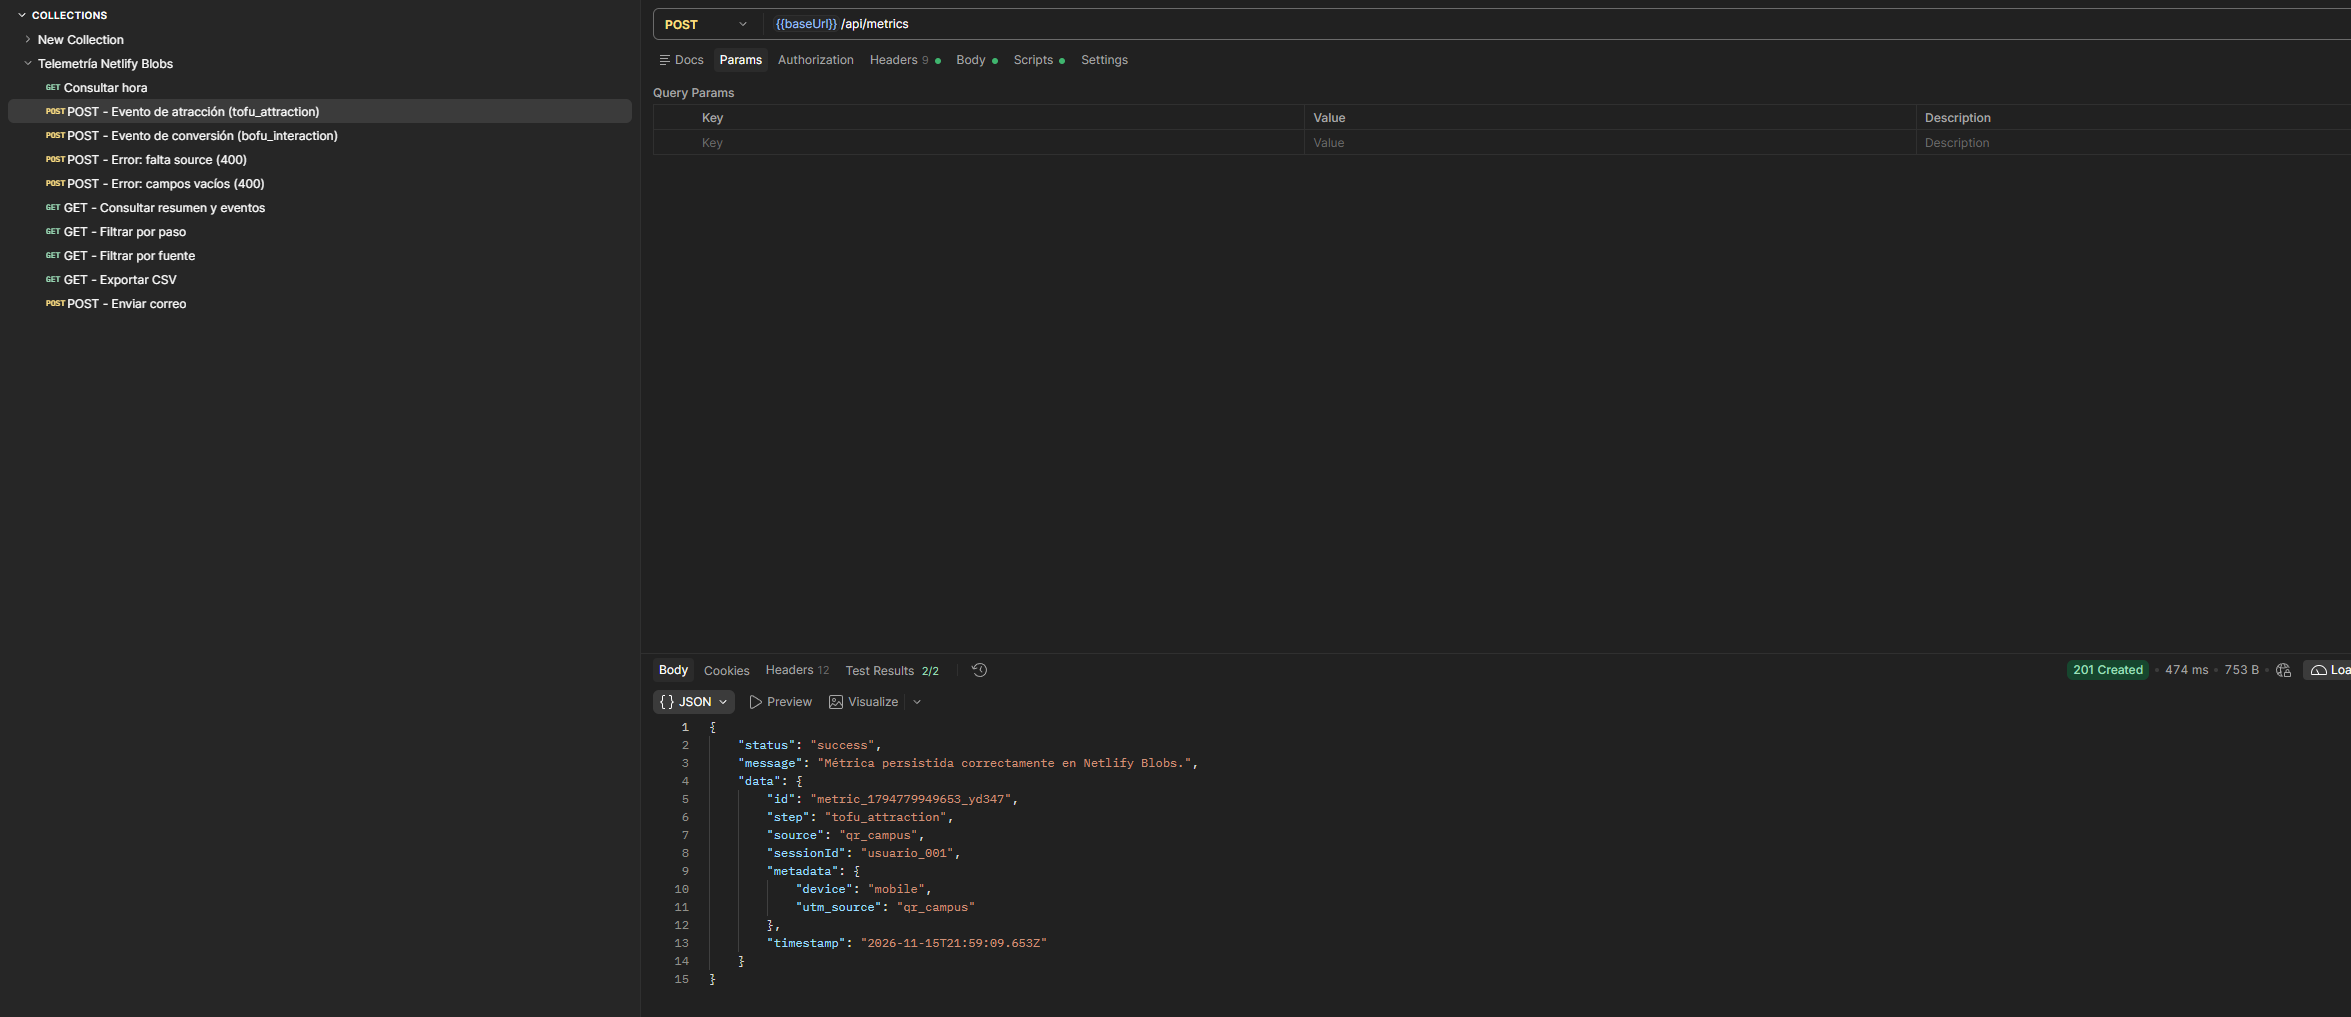 COLLECTIONS
New Collection
Telemetría Netlify Blobs
GET Consultar hora
POST POST - Evento de atracción (tofu_attraction)
POST POST - Evento de conversión (bofu_interaction)
POST POST - Error: falta source (400)
POST POST - Error: campos vacíos (400)
GET GET - Consultar resumen y eventos
GET GET - Filtrar por paso
GET GET - Filtrar por fuente
GET GET - Exportar CSV
POST POST - Enviar correo
POST {{baseUrl}} /api/metrics
Docs Params Authorization Headers 9 Body Scripts Settings
Query Params
Key Value Description
Key Value Description
Body Cookies Headers 12 Test Results 2/2 201 Created 474 ms 753 B Loa
{} JSON Preview Visualize
1 {
2 "status": "success",
3 "message": "Métrica persistida correctamente en Netlify Blobs.",
4 "data": {
5 "id": "metric_1794779949653_yd347",
6 "step": "tofu_attraction",
7 "source": "qr_campus",
8 "sessionId": "usuario_001",
9 "metadata": {
10 "device": "mobile",
11 "utm_source": "qr_campus"
12 },
13 "timestamp": "2026-11-15T21:59:09.653Z"
14 }
15 }